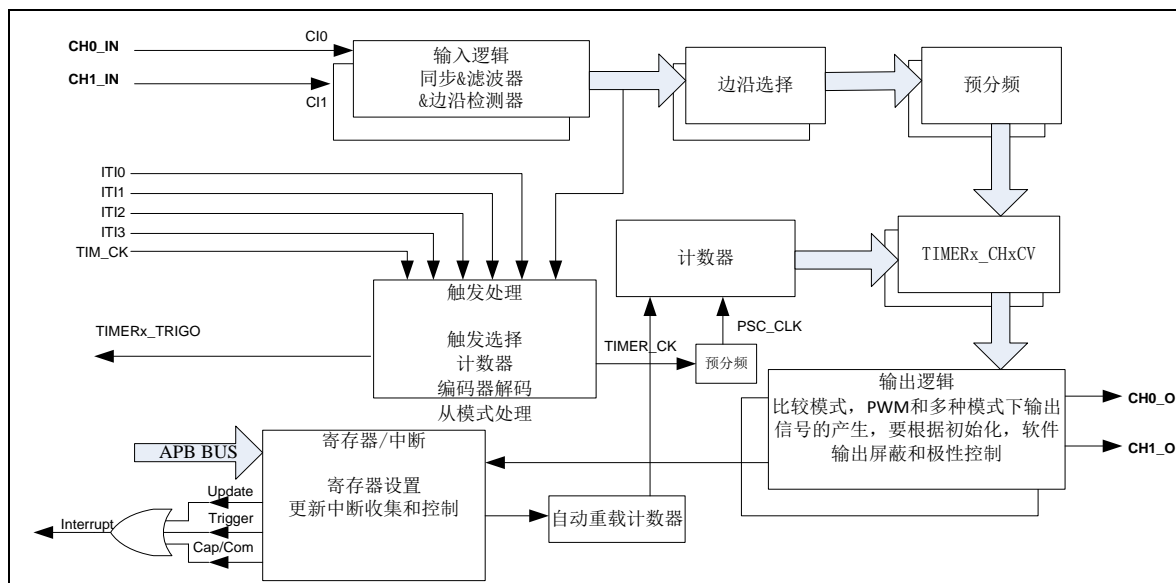 CH0_IN
CI0
CH1_IN
CI1
输入逻辑
同步&滤波器
&边沿检测器
边沿选择
预分频
ITI0
ITI1
ITI2
ITI3
TIM_CK
计数器
TIMERx_CHxCV
触发处理
触发选择
计数器
编码器解码
从模式处理
TIMERx_TRIGO
TIMER_CK
PSC_CLK
预分频
输出逻辑
比较模式，PWM和多种模式下输出
信号的产生，要根据初始化，软件
输出屏蔽和极性控制
CH0_O
CH1_O
APB BUS
寄存器/中断
寄存器设置
更新中断收集和控制
自动重载计数器
Update
Trigger
Cap/Com
Interrupt